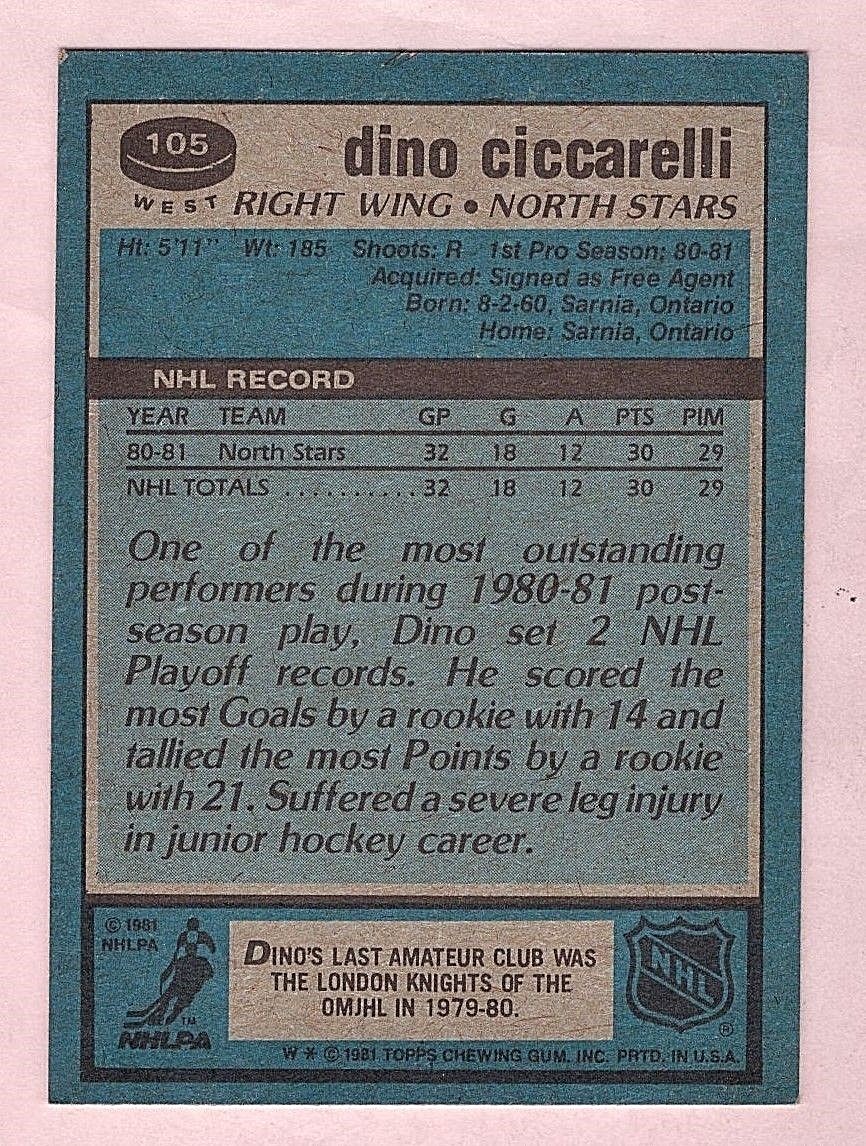 105
dino ciccarelli
WEST RIGHT WING • NORTH STARS
Ht: 5'11" Wt: 185 Shoots: R 1st Pro Season: 80-81
Acquired: Signed as Free Agent
Born: 8-2-60, Sarnia, Ontario
Home: Sarnia, Ontario
NHL RECORD
YEAR TEAM GP G A PTS PIM
80-81 North Stars 32 18 12 30 29
NHL TOTALS .......... 32 18 12 30 29
One of the most outstanding
performers during 1980-81 post-
season play, Dino set 2 NHL
Playoff records. He scored the
most Goals by a rookie with 14 and
tallied the most Points by a rookie
with 21. Suffered a severe leg injury
in junior hockey career.
© 1981
NHLPA
TM
NHLPA
DINO'S LAST AMATEUR CLUB WAS
THE LONDON KNIGHTS OF THE
OMJHL IN 1979-80.
NHL
®
W * © 1981 TOPPS CHEWING GUM, INC. PRTD. IN U.S.A.